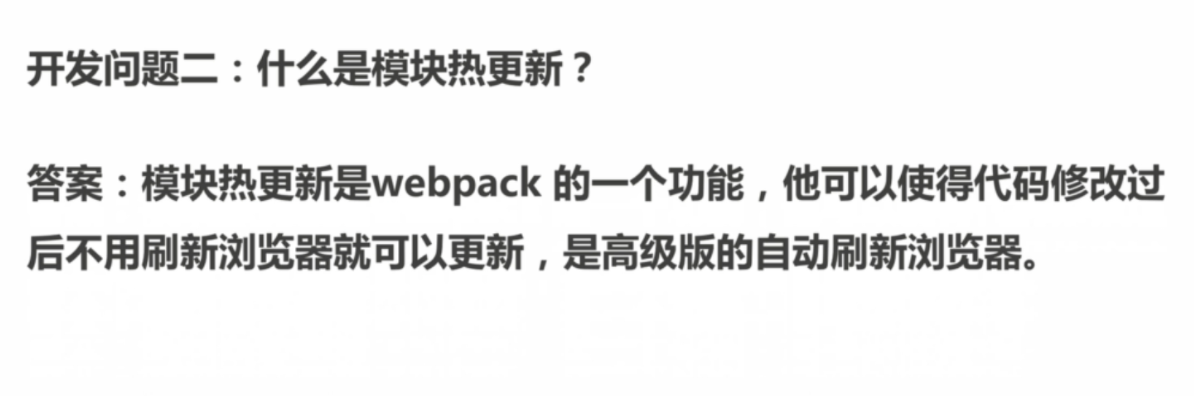 开发问题二：什么是模块热更新？
答案：模块热更新是webpack 的一个功能，他可以使得代码修改过
后不用刷新浏览器就可以更新，是高级版的自动刷新浏览器。